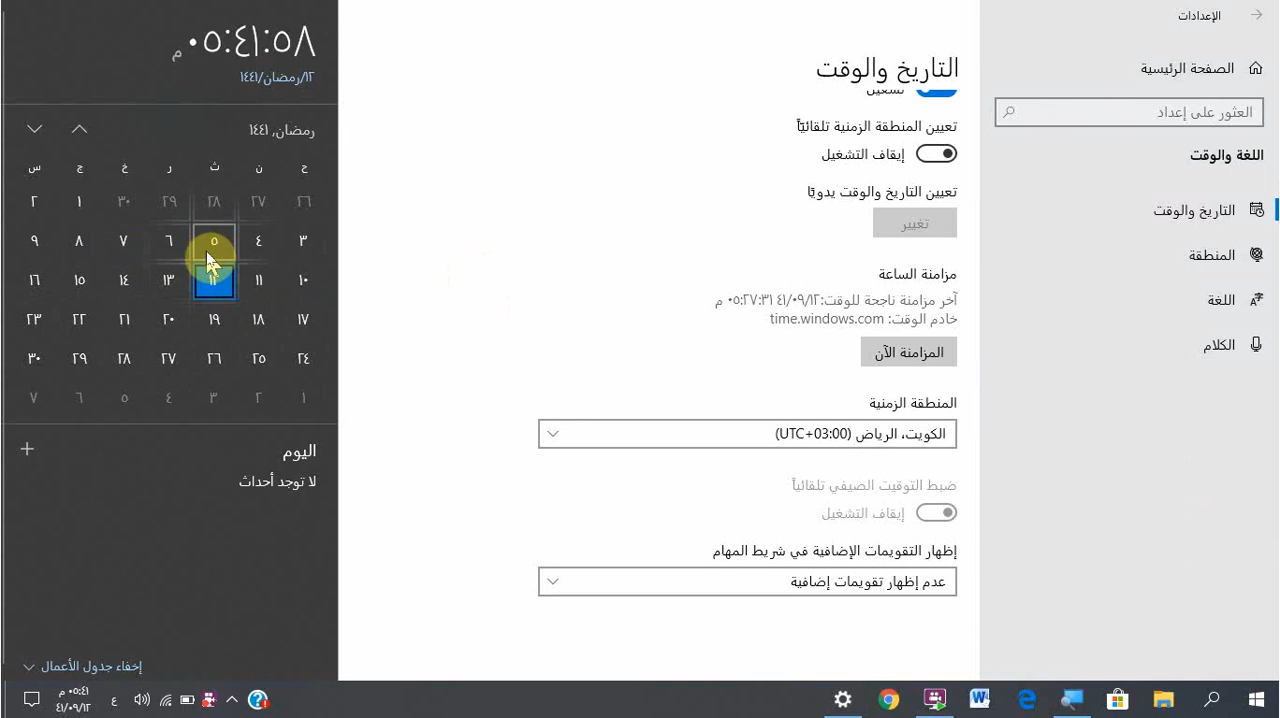 الإعدادات
الصفحة الرئيسية
العثور على إعداد
اللغة والوقت
التاريخ والوقت
المنطقة
اللغة
الكلام
التاريخ والوقت
تشغيل
تعيين المنطقة الزمنية تلقائيًا
إيقاف التشغيل
تعيين التاريخ والوقت يدويًا
تغيير
مزامنة الساعة
آخر مزامنة ناجحة للوقت:٤١/٠٩/١٢ ٠٥:٢٧:٣١ م
خادم الوقت: time.windows.com
المزامنة الآن
المنطقة الزمنية
الكويت، الرياض (UTC+03:00)
ضبط التوقيت الصيفي تلقائياً
إيقاف التشغيل
إظهار التقويمات الإضافية في شريط المهام
عدم إظهار تقويمات إضافية
٠٥:٤١:٥٨ م
١٢/رمضان/١٤٤١
رمضان, ١٤٤١
ح ن ث ر خ ج س
٢٦ ٢٧ ٢٨ ٢٩ ٣٠ ١ ٢
٣ ٤ ٥ ٦ ٧ ٨ ٩
١٠ ١١ ١٢ ١٣ ١٤ ١٥ ١٦
١٧ ١٨ ١٩ ٢٠ ٢١ ٢٢ ٢٣
٢٤ ٢٥ ٢٦ ٢٧ ٢٨ ٢٩ ٣٠
١ ٢ ٣ ٤ ٥ ٦ ٧
اليوم
لا توجد أحداث
إخفاء جدول الأعمال
ع
٠٥:٤١ م
٤١/٠٩/١٢